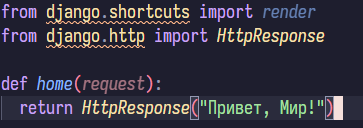 from django.shortcuts import render
from django.http import HttpResponse

def home(request):
  return HttpResponse("Привет, Мир!")